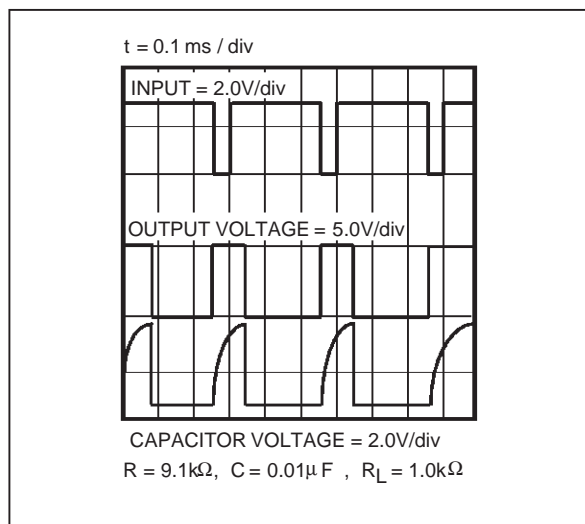 t = 0.1 ms / div
INPUT = 2.0V/div
OUTPUT VOLTAGE = 5.0V/div
CAPACITOR VOLTAGE = 2.0V/div
R = 9.1kΩ, C = 0.01μF , RL = 1.0kΩ